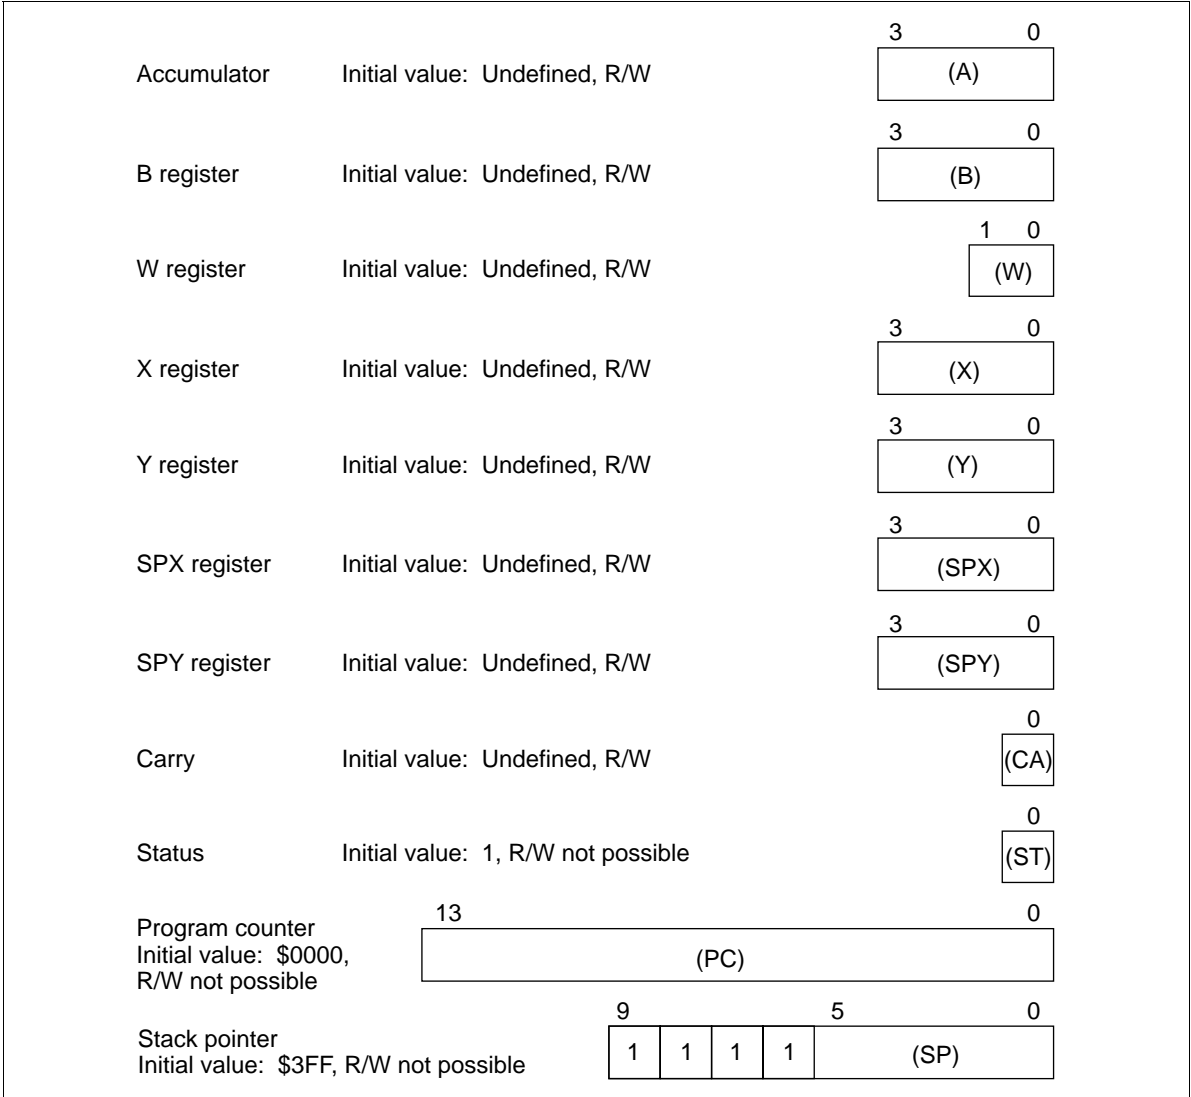 3 0
Accumulator Initial value: Undefined, R/W (A)
3 0
B register Initial value: Undefined, R/W (B)
1 0
W register Initial value: Undefined, R/W (W)
3 0
X register Initial value: Undefined, R/W (X)
3 0
Y register Initial value: Undefined, R/W (Y)
3 0
SPX register Initial value: Undefined, R/W (SPX)
3 0
SPY register Initial value: Undefined, R/W (SPY)
0
Carry Initial value: Undefined, R/W (CA)
0
Status Initial value: 1, R/W not possible (ST)
13 0
Program counter
Initial value: $0000, (PC)
R/W not possible
9 5 0
Stack pointer
1 1 1 1 (SP)
Initial value: $3FF, R/W not possible